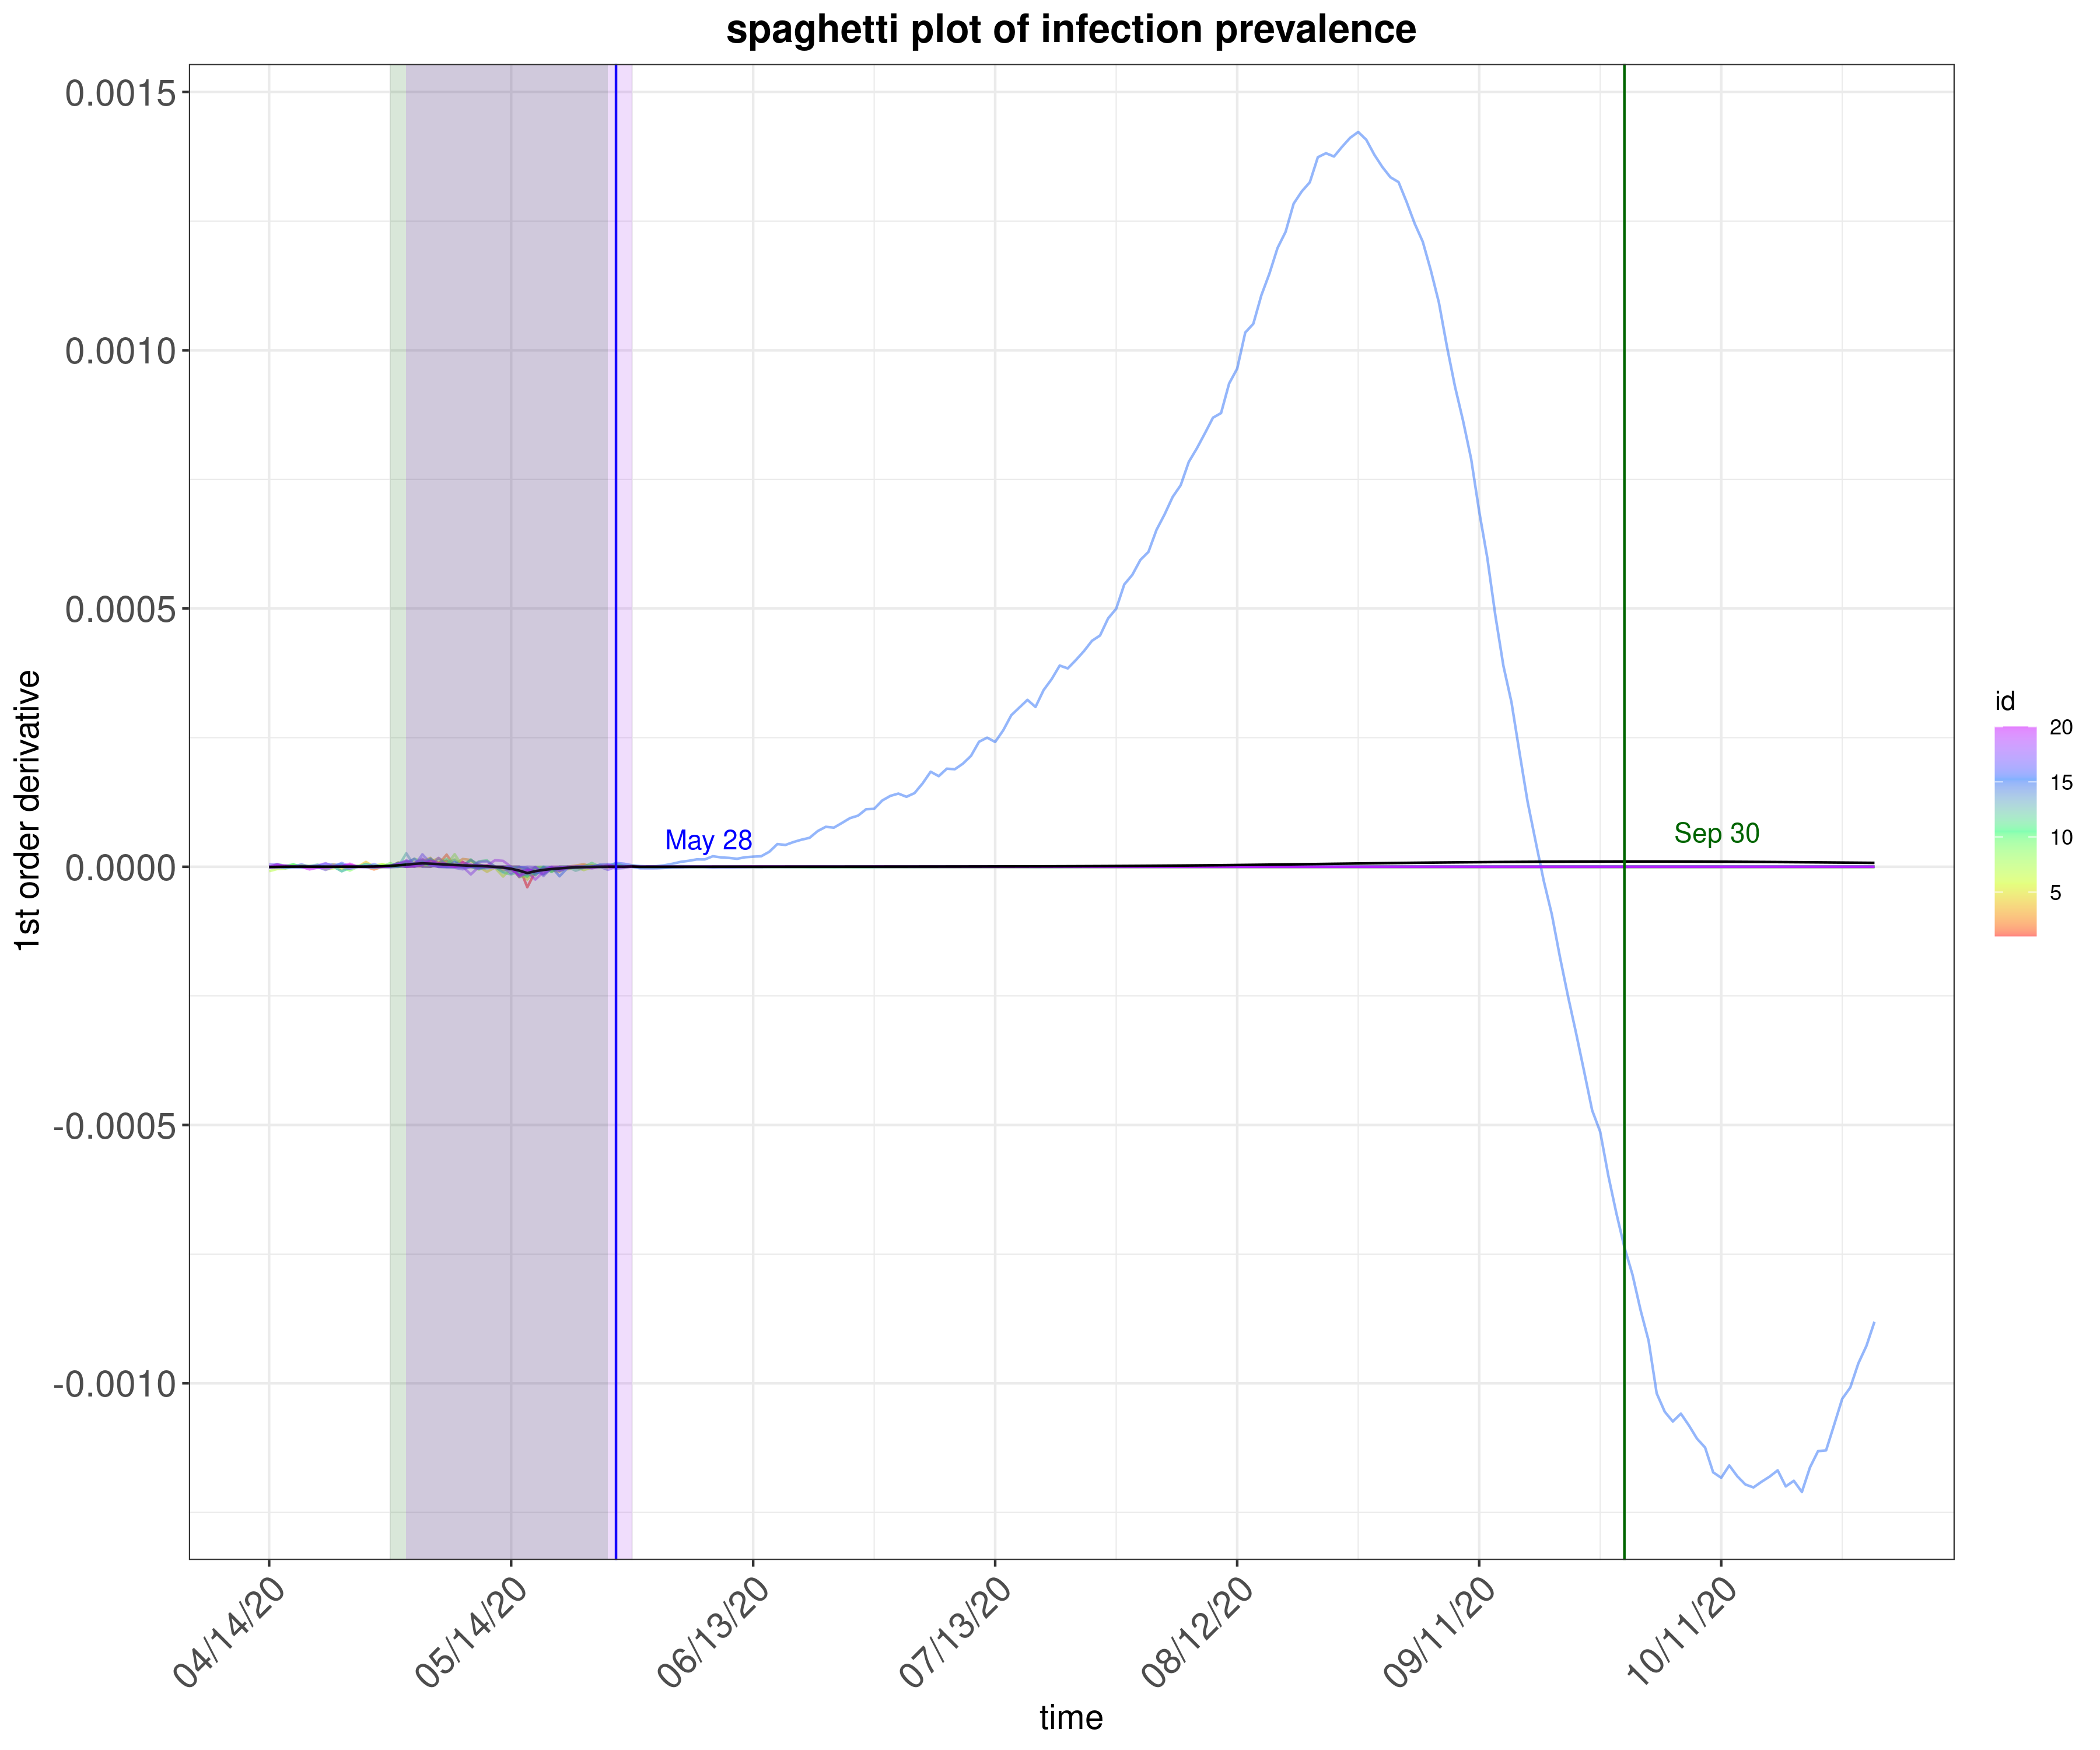 spaghetti plot of infection prevalence
0.0015
0.0010
0.0005
0.0000
-0.0005
-0.0010
1st order derivative
May 28
Sep 30
04/14/20
05/14/20
06/13/20
07/13/20
08/12/20
09/11/20
10/11/20
time
id
20
15
10
5